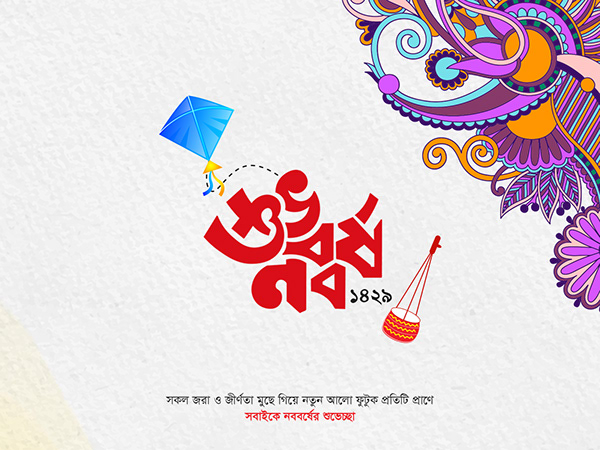 শুভ
নববর্ষ
১৪২৯
সকল জরা ও জীর্ণতা মুছে গিয়ে নতুন আলো ফুটুক প্রতিটি প্রাণে
সবাইকে নববর্ষের শুভেচ্ছা